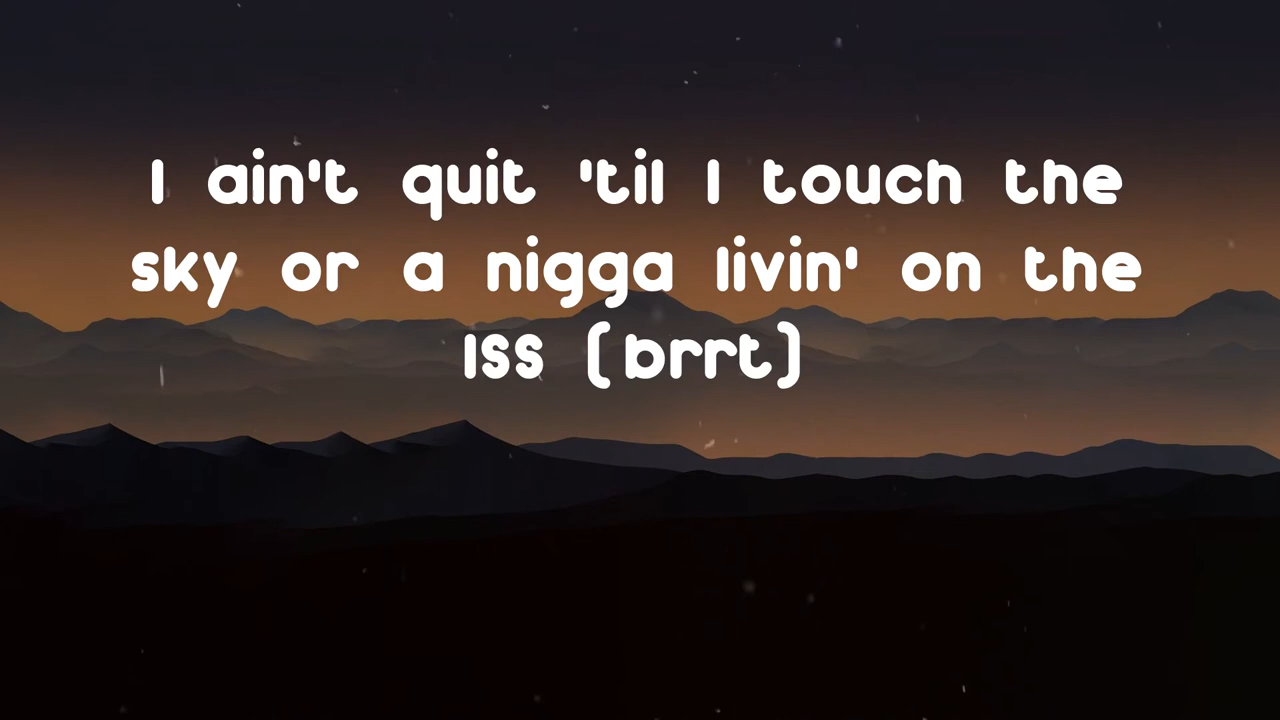 I ain't quit 'til I touch the
sky or a nigga livin' on the
ISS (brrt)